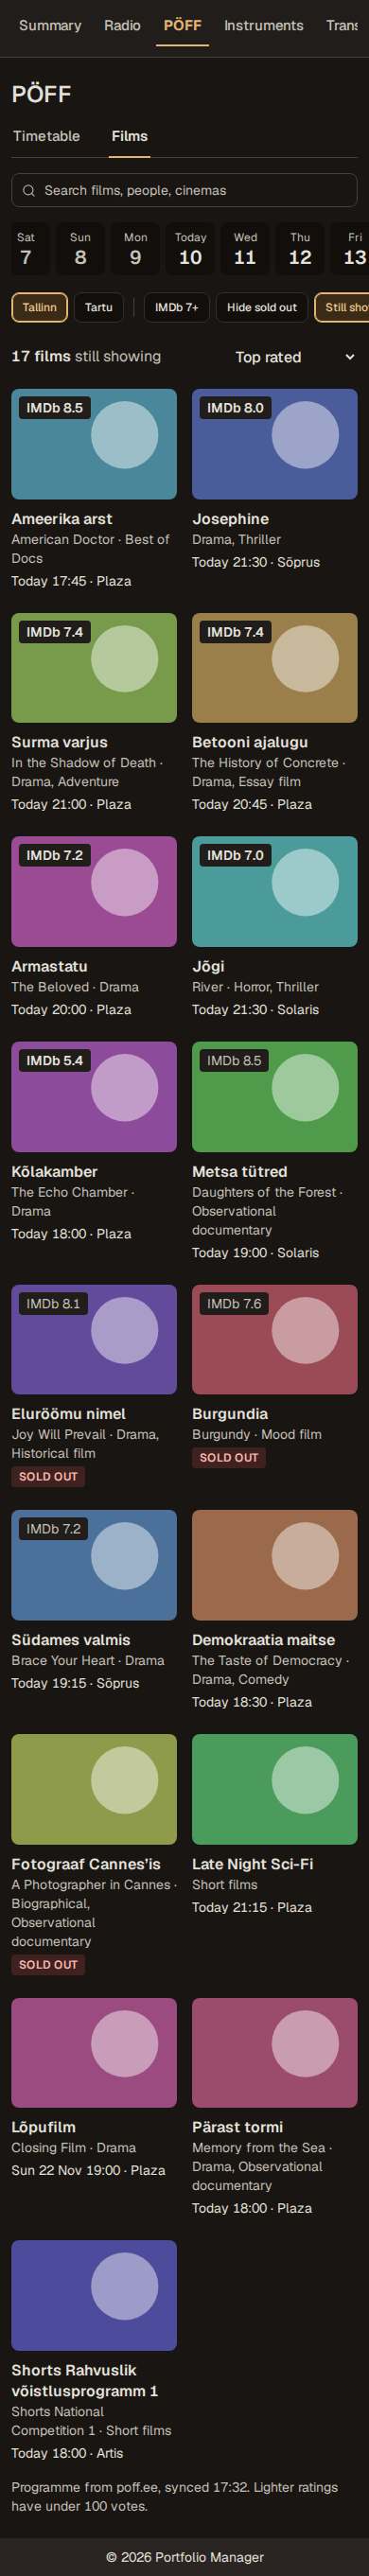 Summary Radio PÖFF Instruments Trans
PÖFF
Timetable Films
Search films, people, cinemas
Sat Sun Mon Today Wed Thu Fri
7 8 9 10 11 12 13
Tallinn Tartu IMDb 7+ Hide sold out Still sho
17 films still showing Top rated
IMDb 8.5
Ameerika arst
American Doctor · Best of
Docs
Today 17:45 · Plaza
IMDb 8.0
Josephine
Drama, Thriller
Today 21:30 · Sõprus
IMDb 7.4
Surma varjus
In the Shadow of Death ·
Drama, Adventure
Today 21:00 · Plaza
IMDb 7.4
Betooni ajalugu
The History of Concrete ·
Drama, Essay film
Today 20:45 · Plaza
IMDb 7.2
Armastatu
The Beloved · Drama
Today 20:00 · Plaza
IMDb 7.0
Jõgi
River · Horror, Thriller
Today 21:30 · Solaris
IMDb 5.4
Kõlakamber
The Echo Chamber ·
Drama
Today 18:00 · Plaza
IMDb 8.5
Metsa tütred
Daughters of the Forest ·
Observational
documentary
Today 19:00 · Solaris
IMDb 8.1
Eluröömu nimel
Joy Will Prevail · Drama,
Historical film
SOLD OUT
IMDb 7.6
Burgundia
Burgundy · Mood film
SOLD OUT
IMDb 7.2
Südames valmis
Brace Your Heart · Drama
Today 19:15 · Sõprus
Demokraatia maitse
The Taste of Democracy ·
Drama, Comedy
Today 18:30 · Plaza
Fotograaf Cannes’is
A Photographer in Cannes ·
Biographical,
Observational
documentary
SOLD OUT
Late Night Sci-Fi
Short films
Today 21:15 · Plaza
Lõpufilm
Closing Film · Drama
Sun 22 Nov 19:00 · Plaza
Pärast tormi
Memory from the Sea ·
Drama, Observational
documentary
Today 18:00 · Plaza
Shorts Rahvuslik
võistlusprogramm 1
Shorts National
Competition 1 · Short films
Today 18:00 · Artis
Programme from poff.ee, synced 17:32. Lighter ratings
have under 100 votes.
© 2026 Portfolio Manager